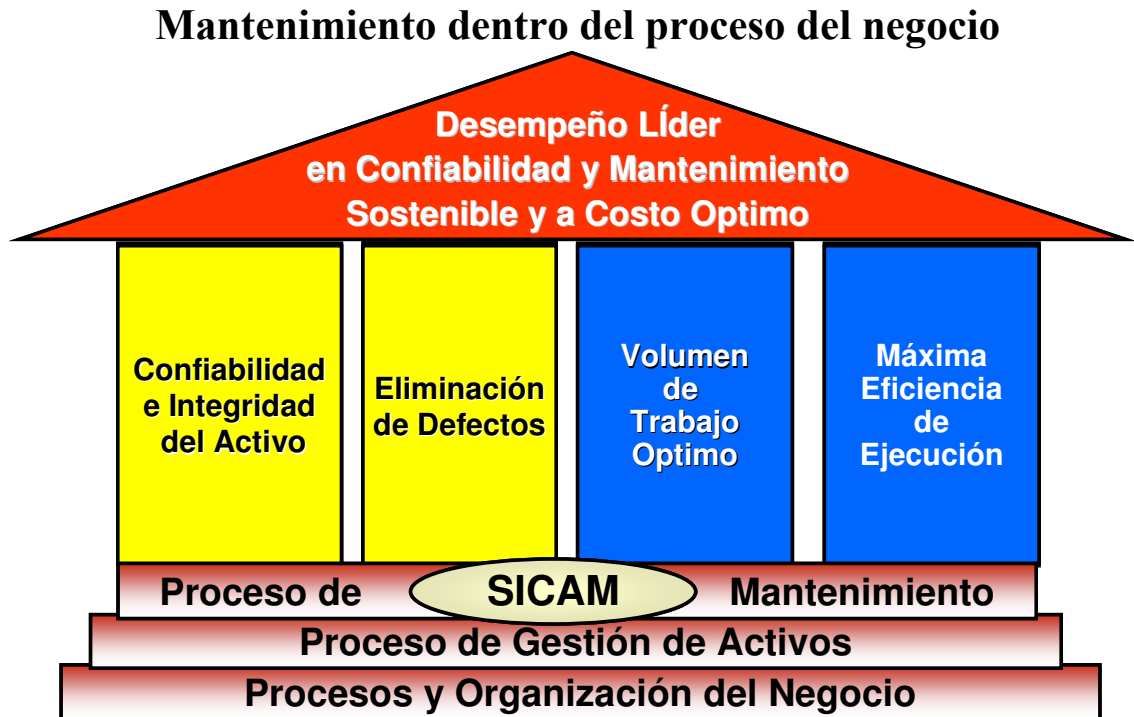 Mantenimiento dentro del proceso del negocio
Desempeño LÍder
en Confiabilidad y Mantenimiento
Sostenible y a Costo Optimo
Confiabilidad
e Integridad
del Activo
Eliminación
de Defectos
Volumen
de
Trabajo
Optimo
Máxima
Eficiencia
de
Ejecución
Proceso de SICAM Mantenimiento
Proceso de Gestión de Activos
Procesos y Organización del Negocio